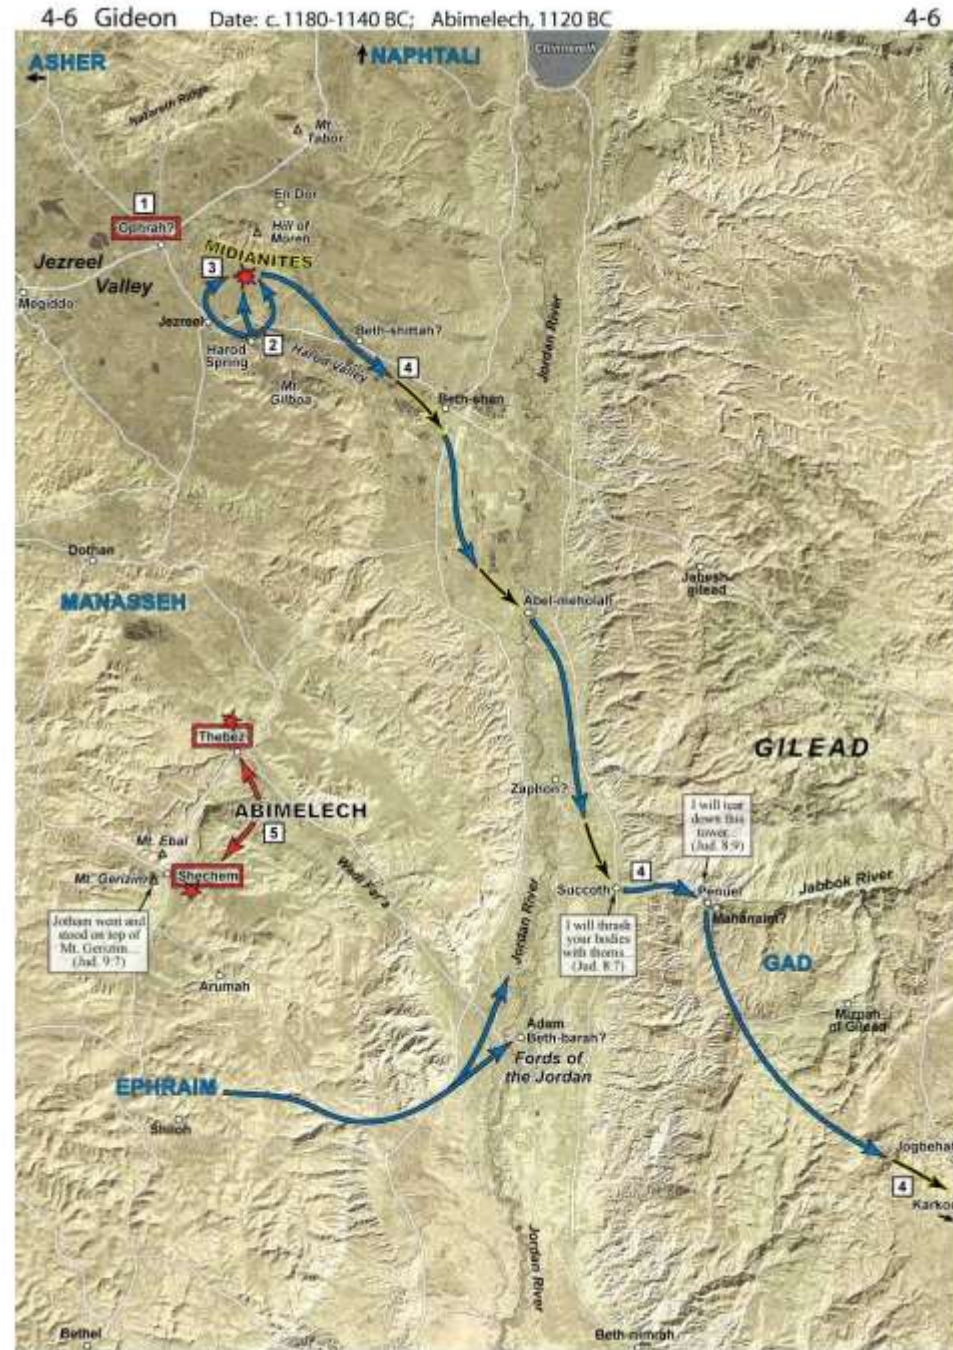 4-6 Gideon
Date: c. 1180-1140 BC; Abimelech, 1120 BC
4-6
ASHER
NAPHTALI
Chinnereth
Nazareth Ridge
Mt.
Tabor
1
Ophrah?
En Dor
Hill of
Moreh
MIDIANITES
3
Jezreel
Valley
Megiddo
Jezreel
2
Harod
Spring
Harod Valley
Beth-shittah?
4
Mt.
Gilboa
Beth-shan
Jordan River
Dothan
MANASSEH
Abel-meholah
Jabesh
gilead
Thebez
GILEAD
Zaphon?
ABIMELECH
5
I will tear
down this
tower...
(Jud. 8:9)
Mt. Ebal
Mt. Gerizim
Shechem
Wadi Far'a
Succoth
4
Penuel
Jabbok River
Mahanaim?
Jotham went and
stood on top of
Mt. Gerizim...
(Jud. 9:7)
I will thrash
your bodies
with thorns...
(Jud. 8:7)
Jordan River
GAD
Arumah
Mizpah
of Gilead
Adam
Beth-barah?
Fords of
the Jordan
EPHRAIM
Shiloh
Jogbehah
4
Karkor
Jordan River
Bethel
Beth-nimrah